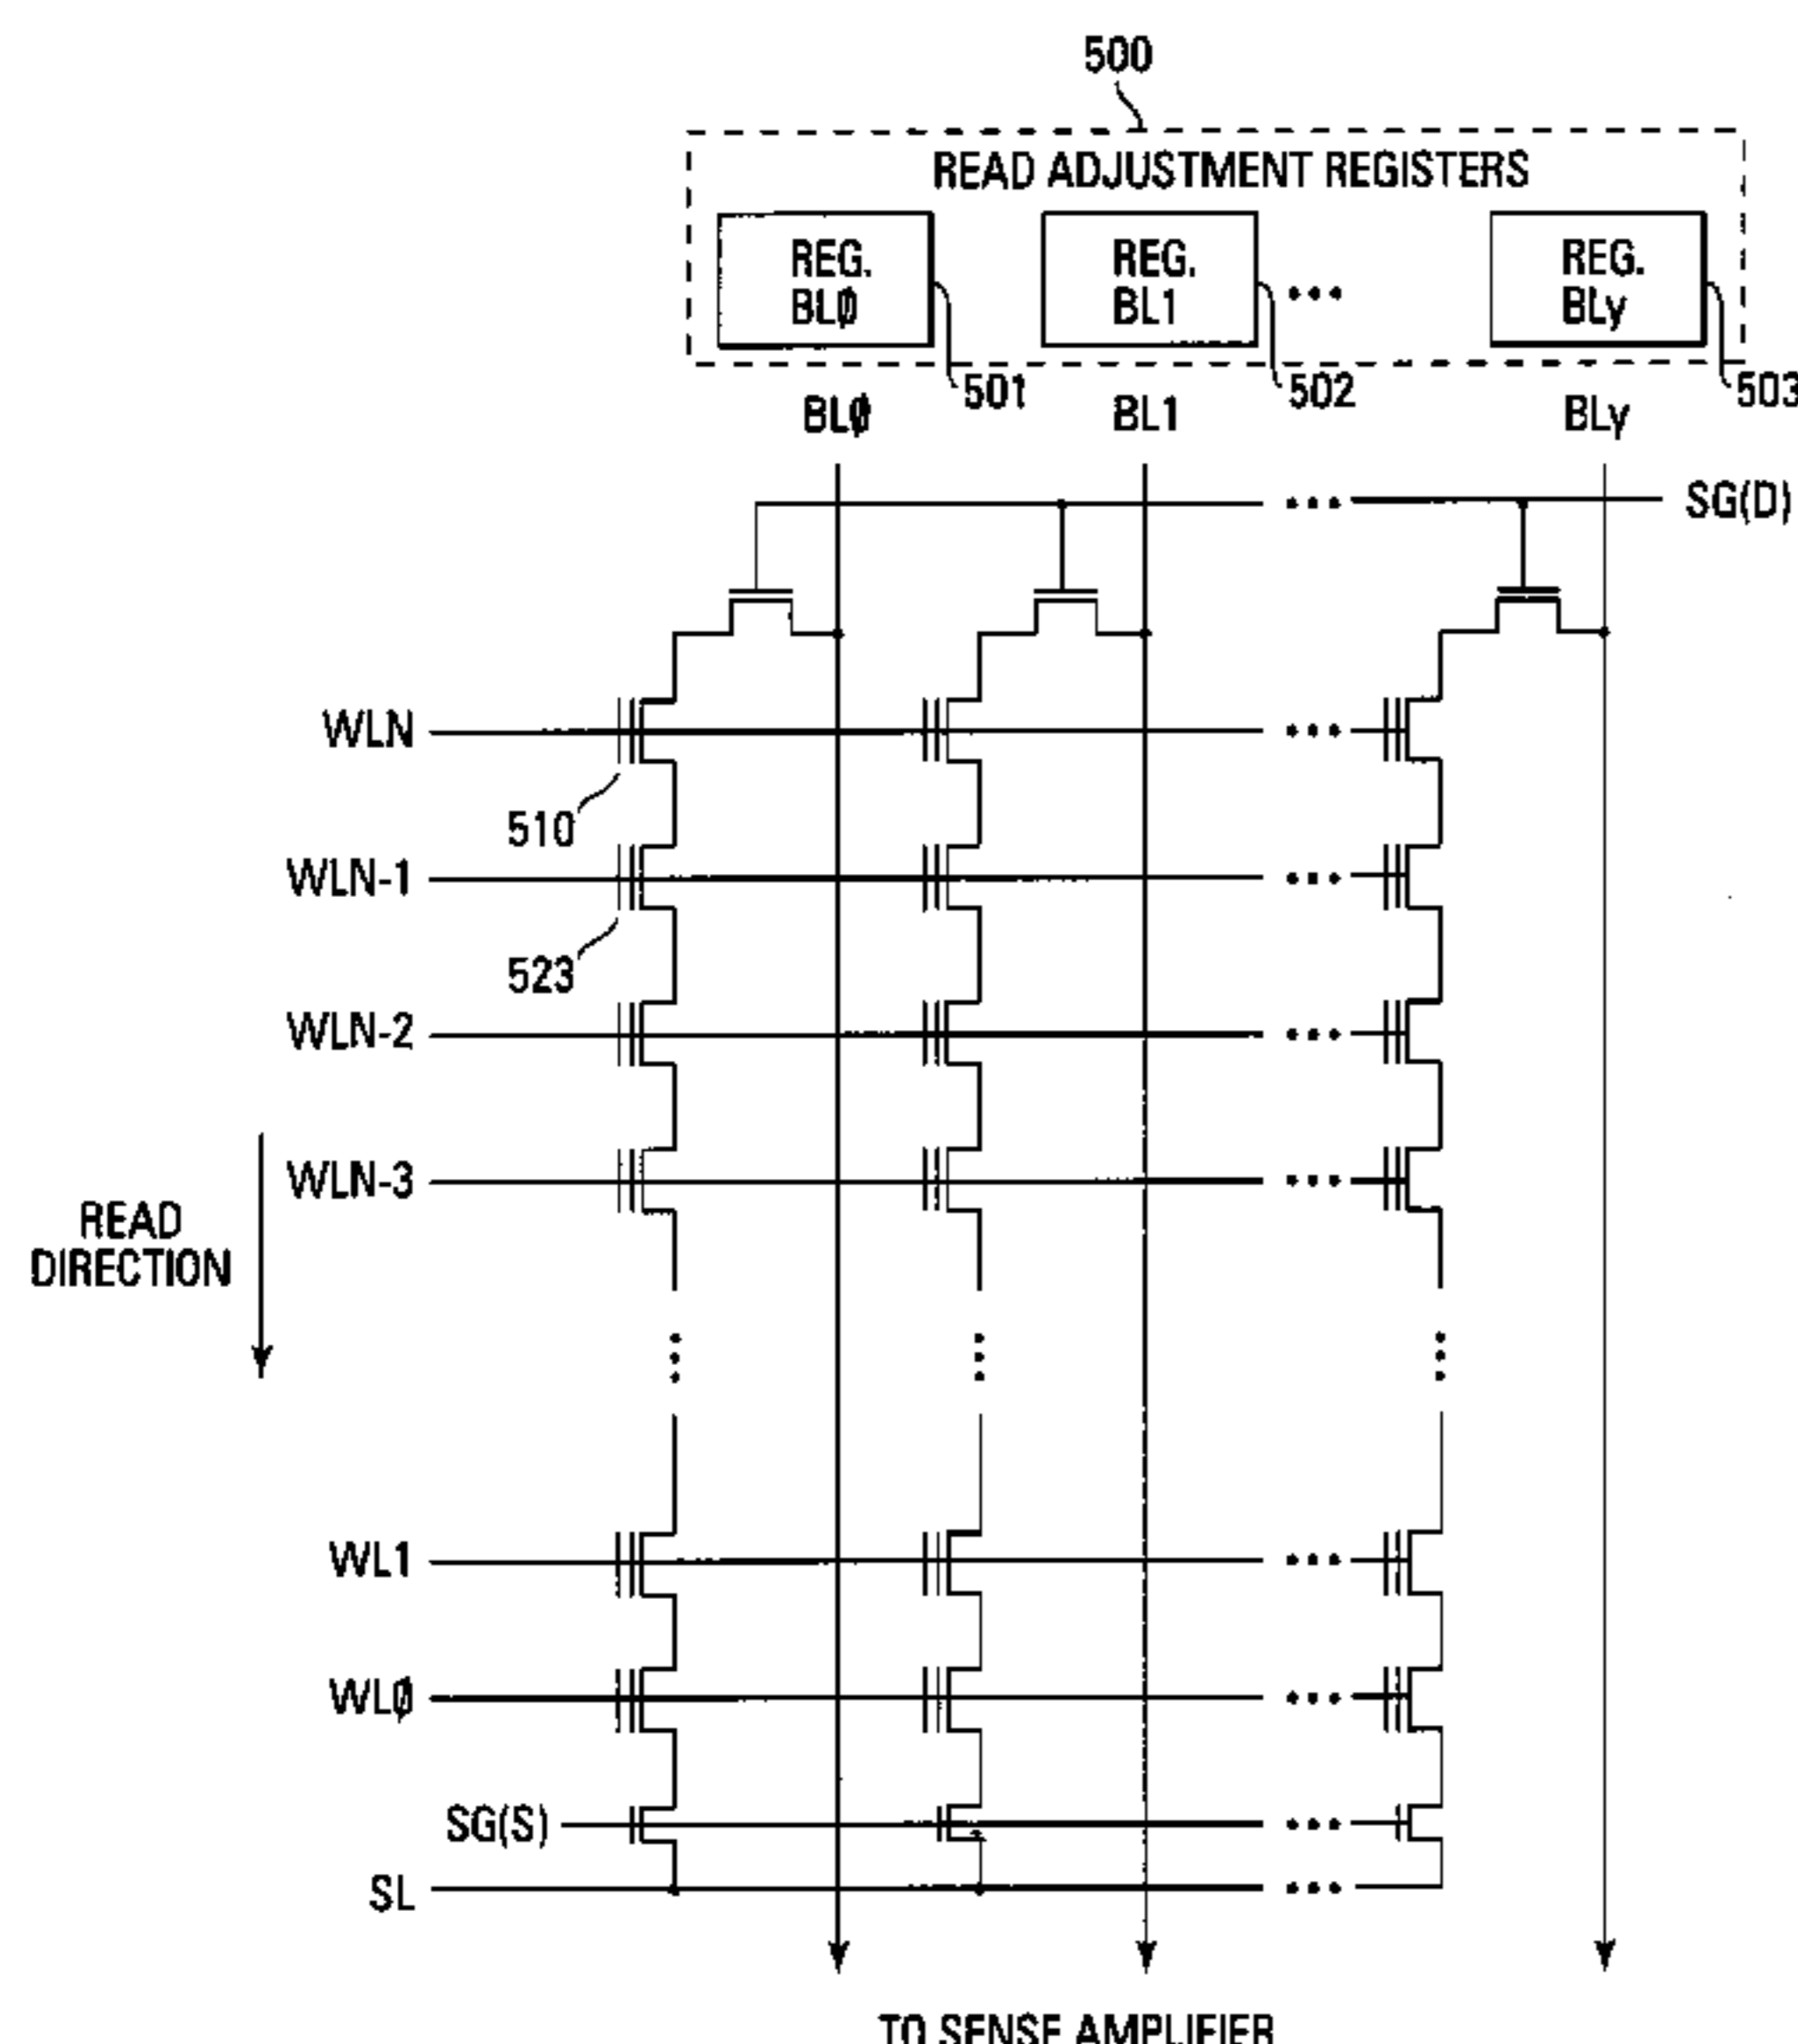 500
READ ADJUSTMENT REGISTERS
REG.
BLØ
REG.
BL1
REG.
BLy
501
502
503
BLØ
BL1
BLy
SG(D)
WLN
510
WLN-1
523
WLN-2
WLN-3
READ
DIRECTION
WL1
WLØ
SG(S)
SL
TO SENSE AMPLIFIER